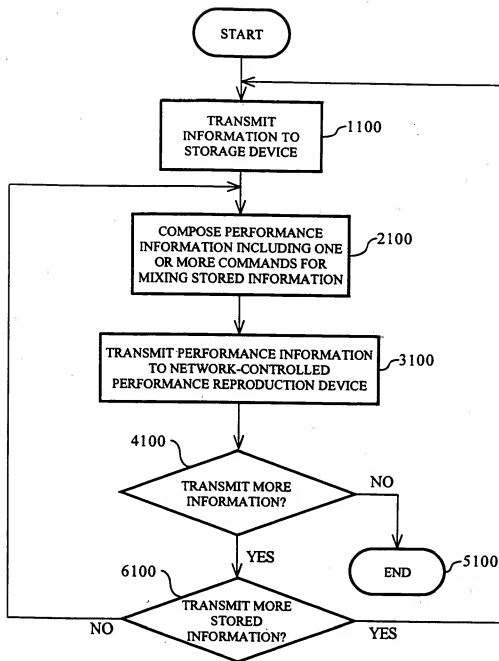 START
TRANSMIT
INFORMATION TO
STORAGE DEVICE
1100
COMPOSE PERFORMANCE
INFORMATION INCLUDING ONE
OR MORE COMMANDS FOR
MIXING STORED INFORMATION
2100
TRANSMIT PERFORMANCE INFORMATION
TO NETWORK-CONTROLLED
PERFORMANCE REPRODUCTION DEVICE
3100
4100
TRANSMIT MORE
INFORMATION?
NO
YES
END
5100
6100
TRANSMIT MORE
STORED
INFORMATION?
NO
YES